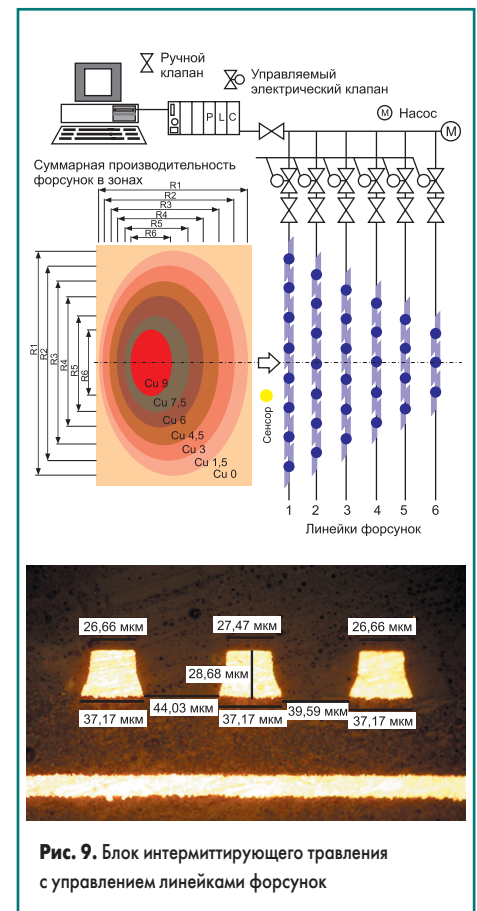 Ручной
клапан
Управляемый
электрический клапан
P L C
M Насос
M
Суммарная производительность
форсунок в зонах
R1
R2
R3
R4
R5
R6
R1
R2
R3
R4
R5
R6
Cu 9
Cu 7,5
Cu 6
Cu 4,5
Cu 3
Cu 1,5
Cu 0
Сенсор
1 2 3 4 5 6
Линейки форсунок
26,66 мкм 27,47 мкм 26,66 мкм
28,68 мкм
44,03 мкм 39,59 мкм
37,17 мкм 37,17 мкм 37,17 мкм
Рис. 9. Блок интермиттирующего травления
с управлением линейками форсунок